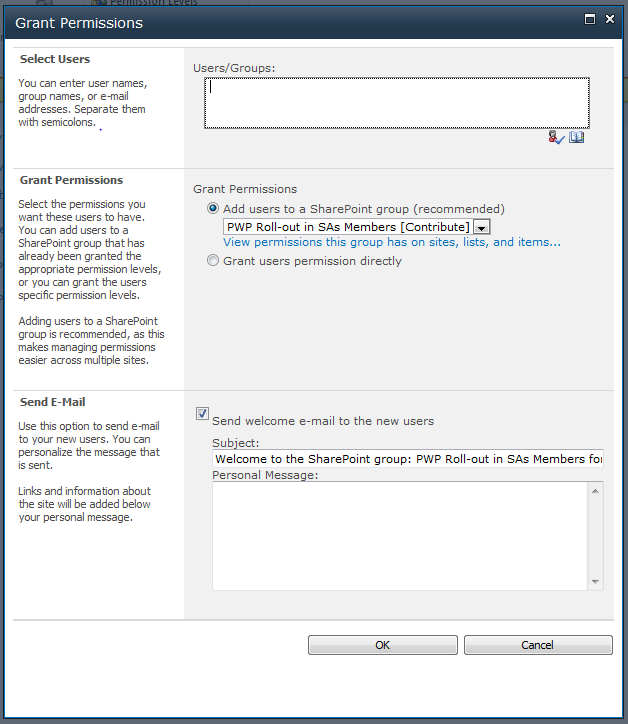 Permission Levels
Grant Permissions
Select Users
You can enter user names,
group names, or e-mail
addresses. Separate them
with semicolons.
Users/Groups:
Grant Permissions
Select the permissions you
want these users to have.
You can add users to a
SharePoint group that has
already been granted the
appropriate permission levels,
or you can grant the users
specific permission levels.
Adding users to a SharePoint
group is recommended, as this
makes managing permissions
easier across multiple sites.
Grant Permissions
Add users to a SharePoint group (recommended)
PWP Roll-out in SAs Members [Contribute]
View permissions this group has on sites, lists, and items...
Grant users permission directly
Send E-Mail
Use this option to send e-mail
to your new users. You can
personalize the message that
is sent.
Links and information about
the site will be added below
your personal message.
Send welcome e-mail to the new users
Subject:
Welcome to the SharePoint group: PWP Roll-out in SAs Members for
Personal Message:
OK
Cancel